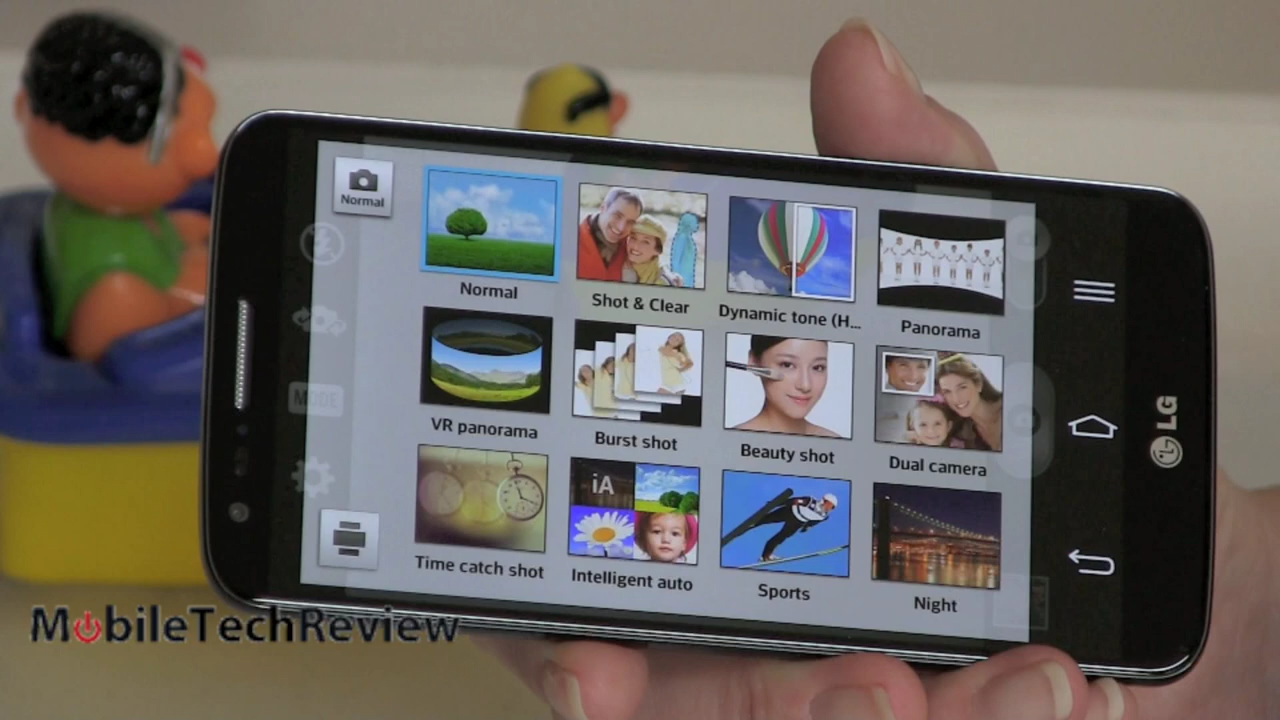 Normal
Normal
Shot & Clear
Dynamic tone (H...
Panorama
MODE
VR panorama
Burst shot
Beauty shot
Dual camera
iA
Time catch shot
Intelligent auto
Sports
Night
LG
MobileTechReview